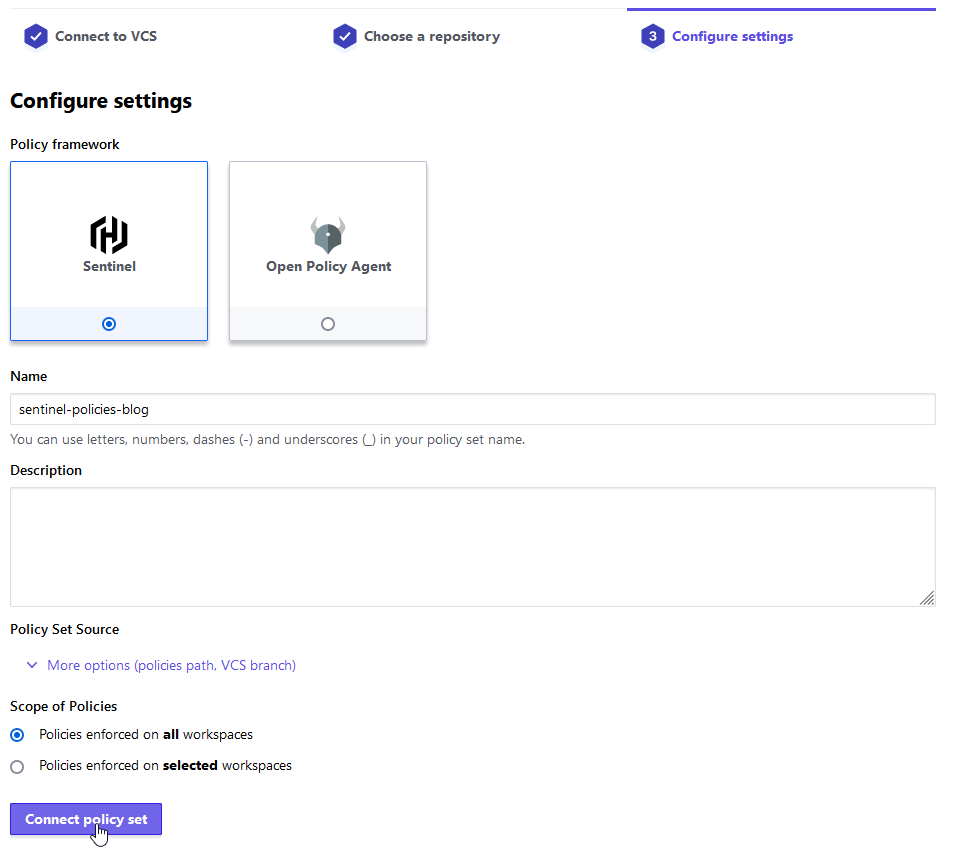 Connect to VCS
Choose a repository
3 Configure settings
Configure settings
Policy framework
Sentinel
Open Policy Agent
Name
sentinel-policies-blog
You can use letters, numbers, dashes (-) and underscores (_) in your policy set name.
Description
Policy Set Source
More options (policies path, VCS branch)
Scope of Policies
Policies enforced on all workspaces
Policies enforced on selected workspaces
Connect policy set